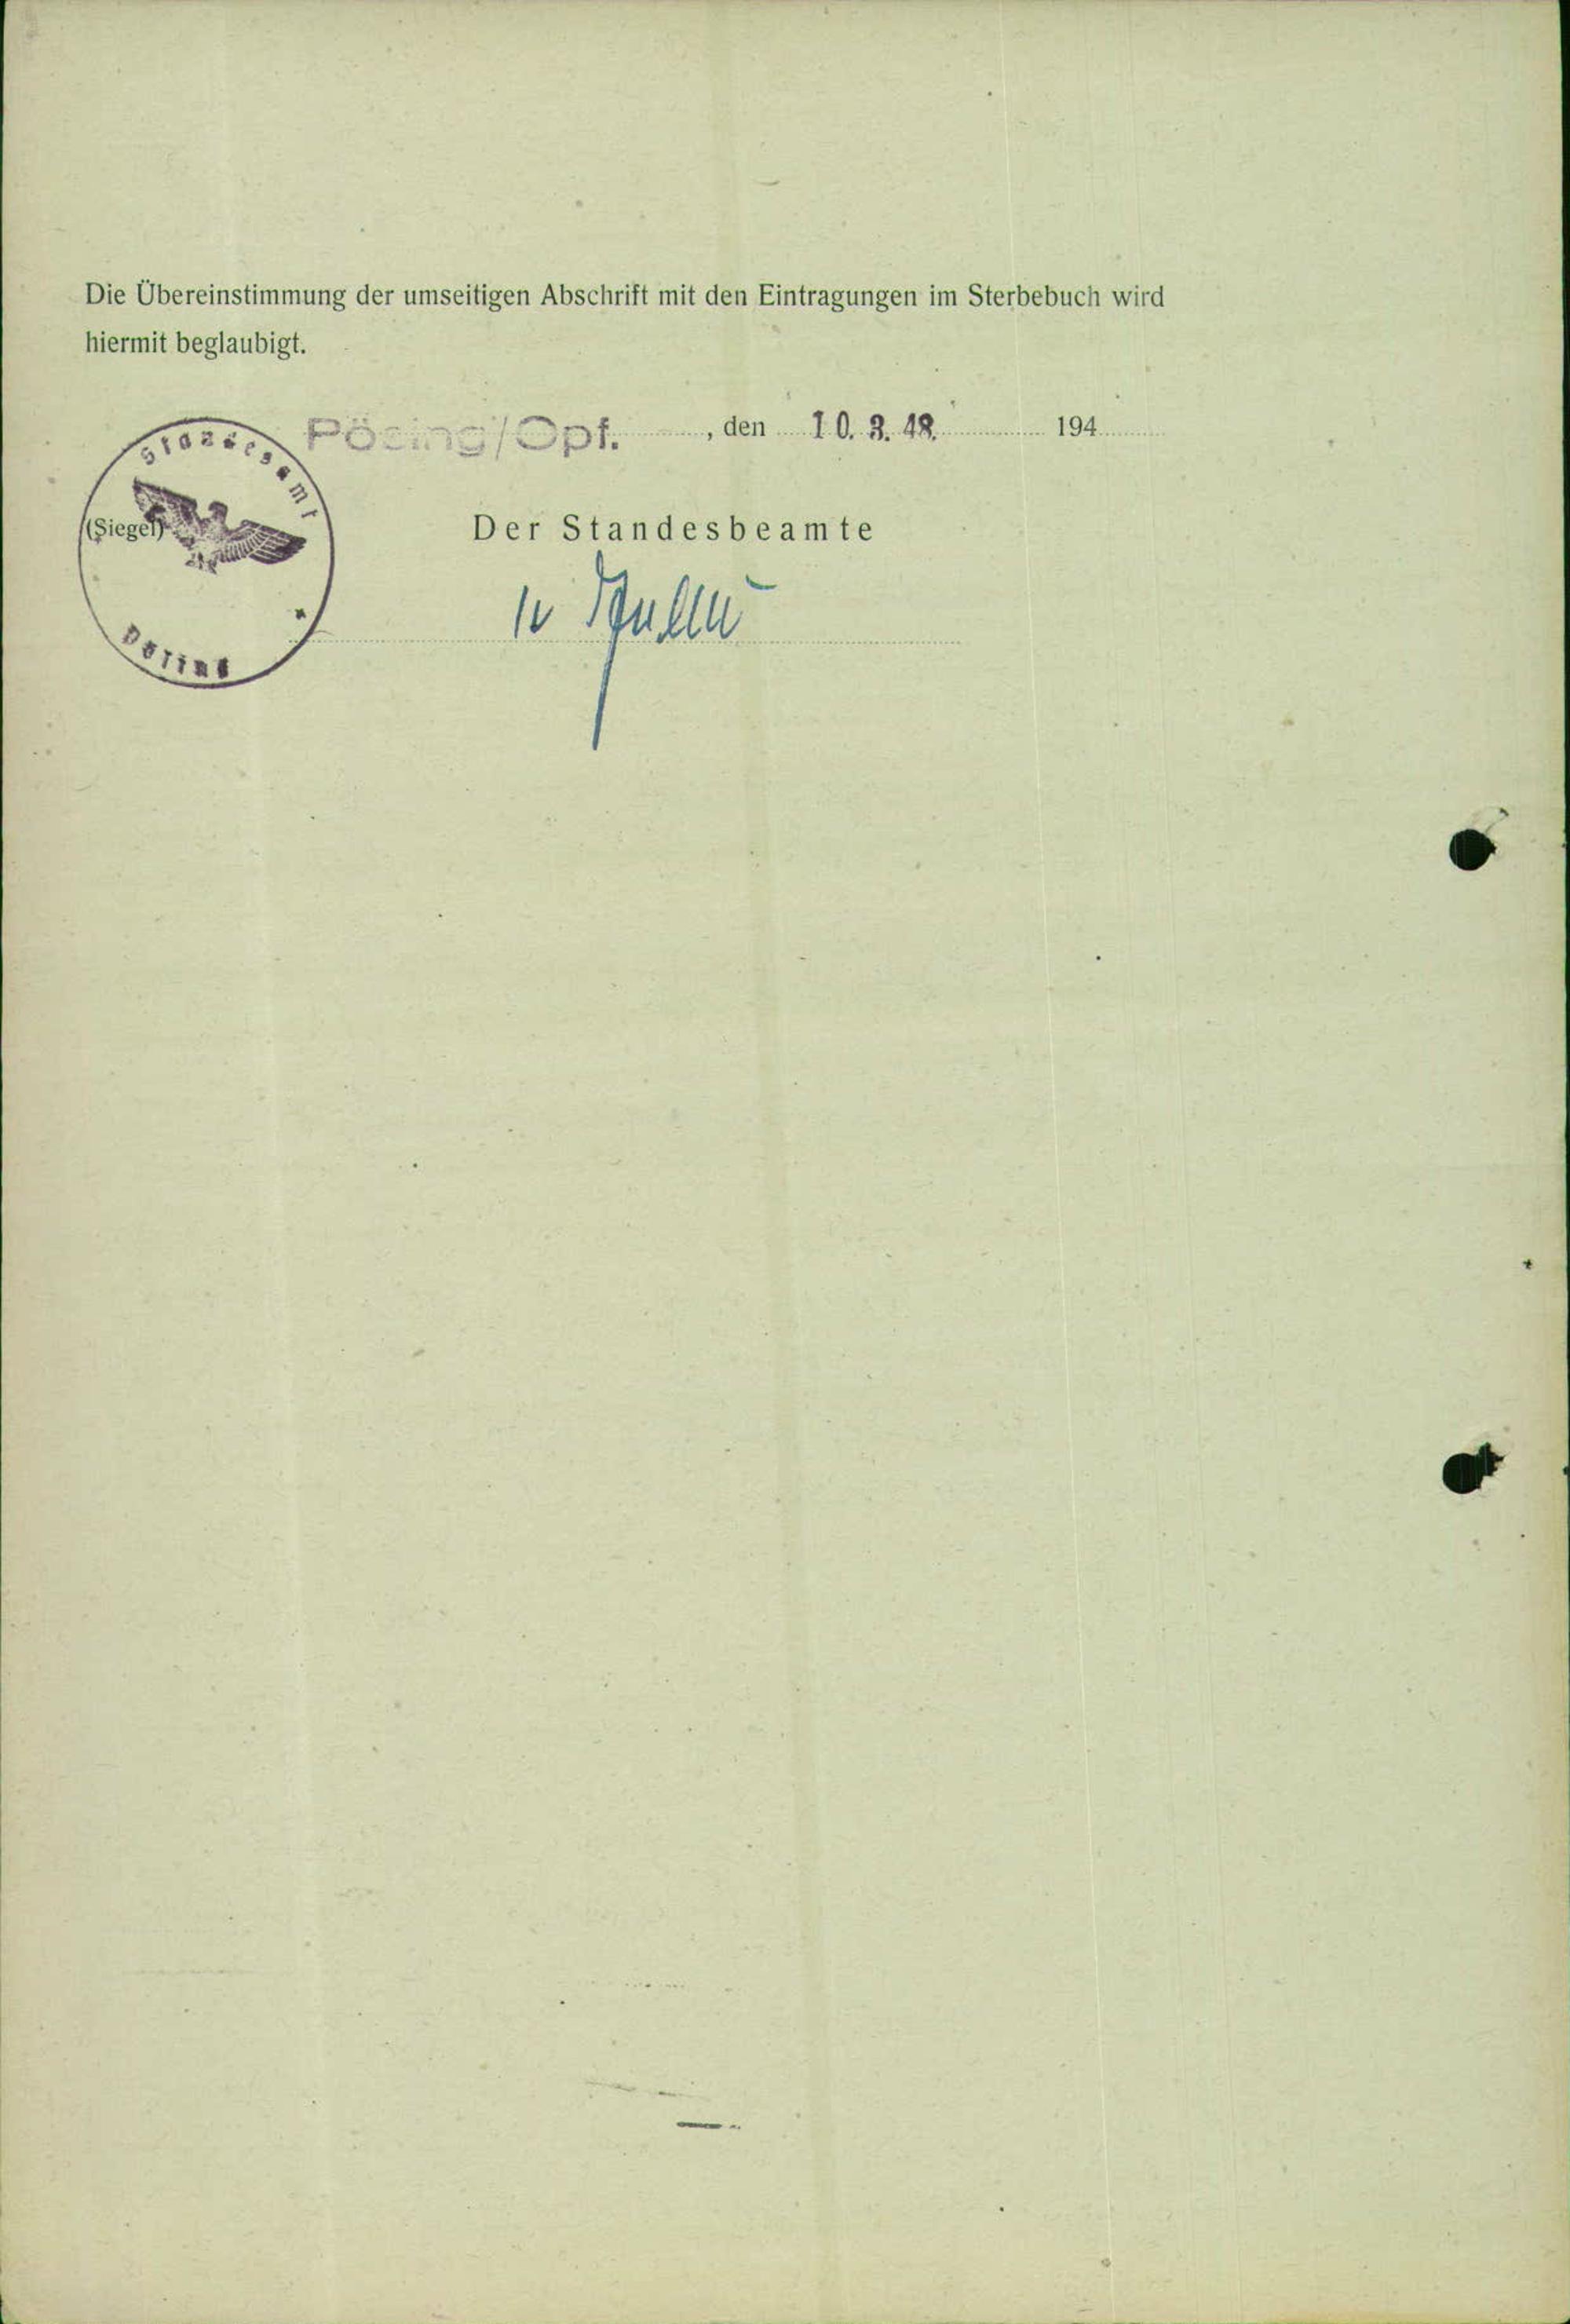 Die Übereinstimmung der umseitigen Abschrift mit den Eintragungen im Sterbebuch wird
hiermit beglaubigt.
Pösing/Opf. , den 10. 3. 48. 194
Standesamt
(Siegel)
Pösing
Der Standesbeamte